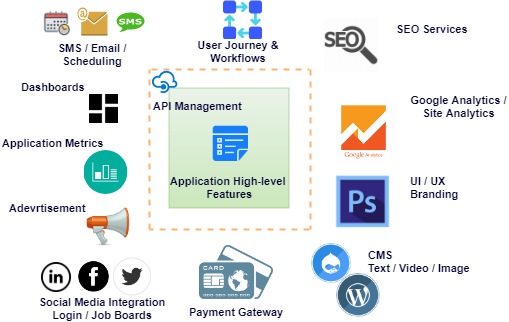 SMS
SMS / Email /
Scheduling
User Journey &
Workflows
SEO
SEO Services
Dashboards
API Management
Google Analytics /
Site Analytics
Google Analytics
Application Metrics
Application High-level
Features
UI / UX
Branding
Ps
Adevrtisement
CMS
Text / Video / Image
in
f
CARD
W
Social Media Integration
Login / Job Boards
Payment Gateway